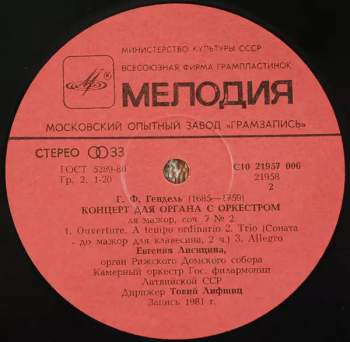 МИНИСТЕРСТВО КУЛЬТУРЫ СССР
ВСЕСОЮЗНАЯ ФИРМА ГРАМПЛАСТИНОК
МЕЛОДИЯ
МОСКОВСКИЙ ОПЫТНЫЙ ЗАВОД «ГРАМЗАПИСЬ»
СТЕРЕО 33
ГОСТ 5289-80
Гр. 2. 1-20
С10 21957 006
21958
2
Г. Ф. Гендель (1685—1759)
КОНЦЕРТ ДЛЯ ОРГАНА С ОРКЕСТРОМ
ля мажор, соч. 7 № 2
1. Ouverture. A tempo ordinario 2. Trio (Соната
до мажор для клавесина, 2 ч.) 3. Allegro
Евгения Лисицина,
орган Рижского Домского собора
Камерный оркестр Гос. филармонии
Латвийской ССР
Дирижер Товий Лифшиц
Запись 1981 г.